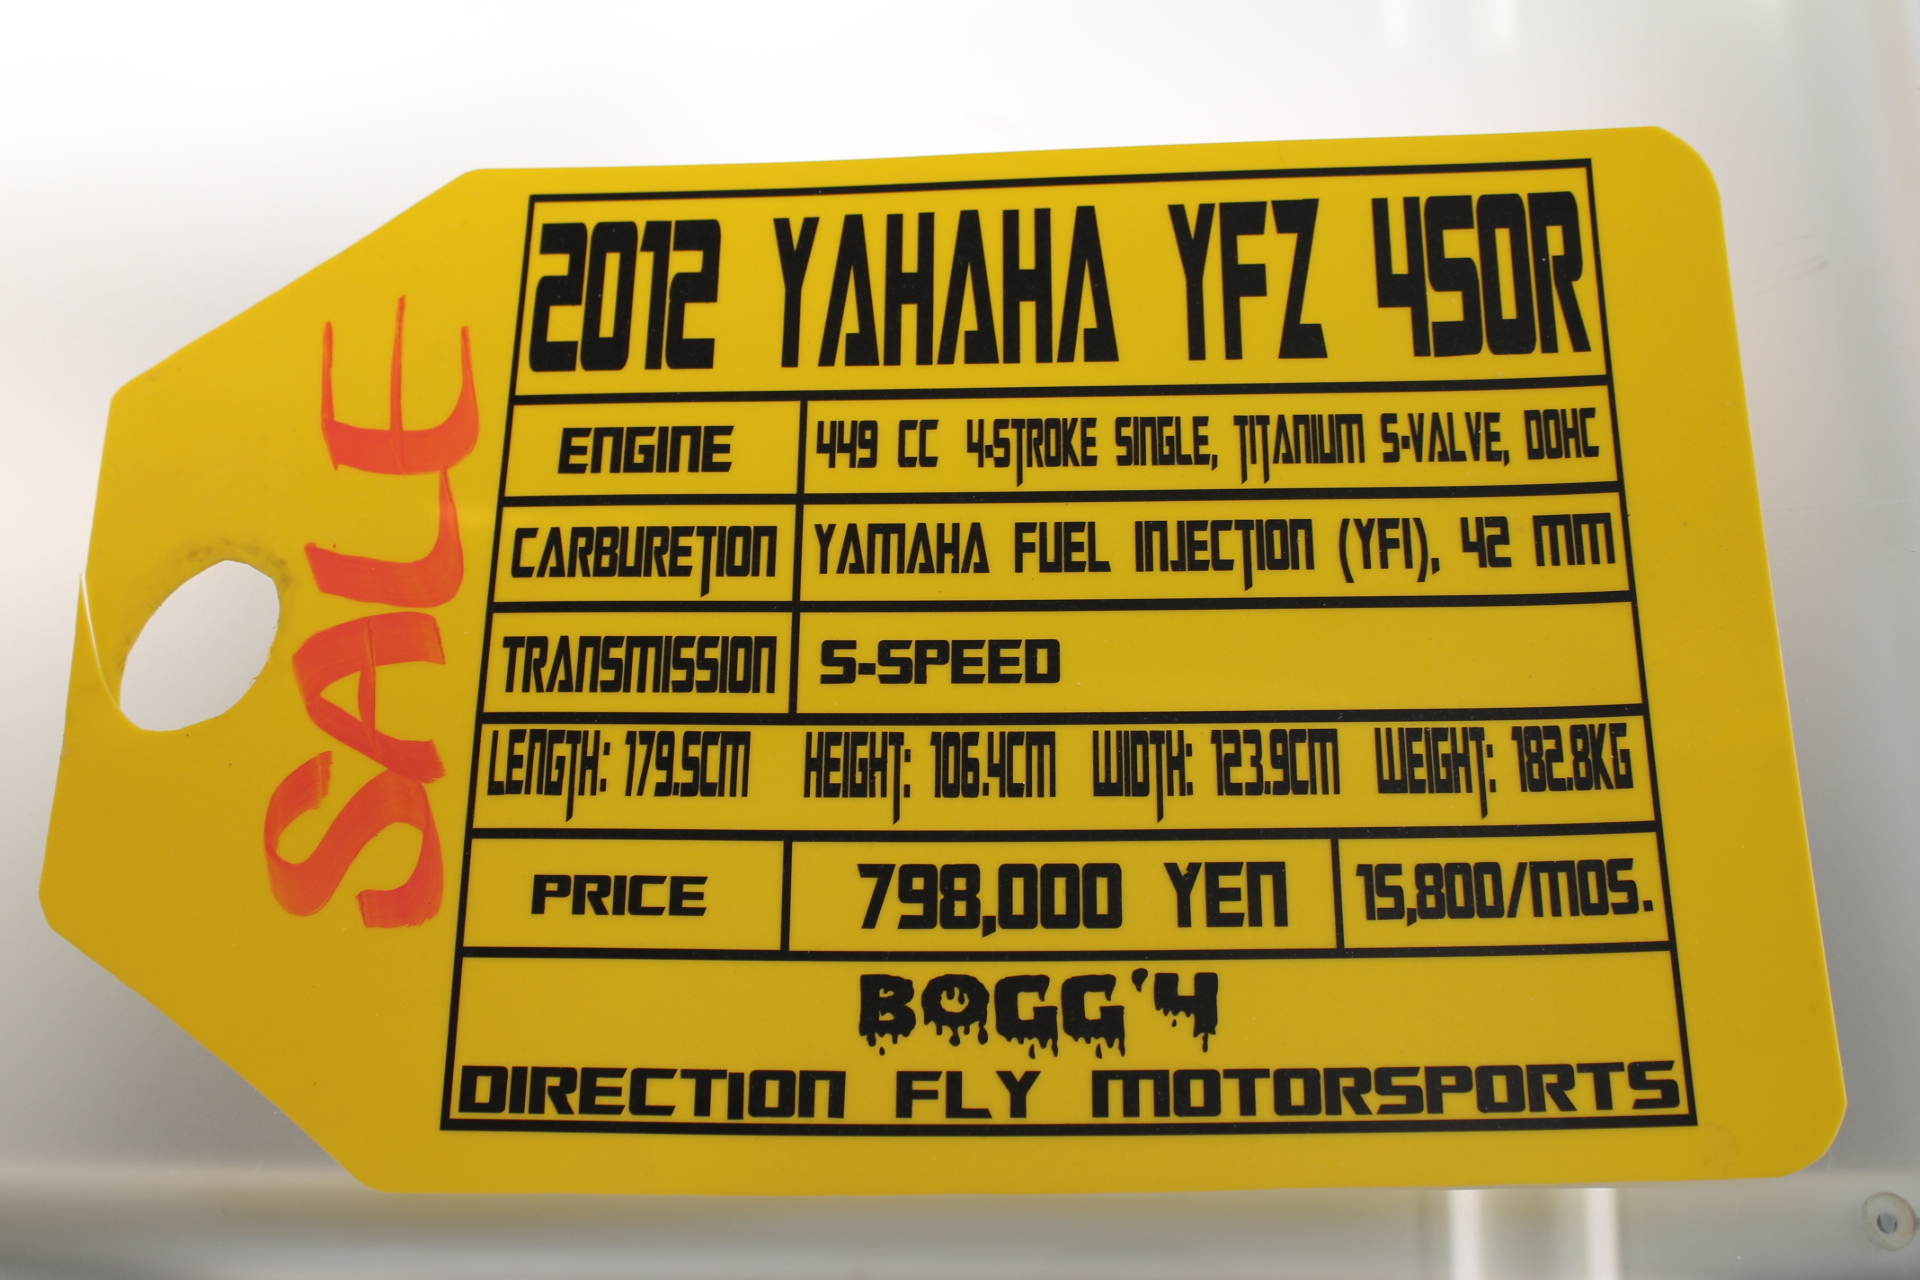 SALE
2012 YAHAHA YFZ 450R
ENGINE 449 CC 4-STROKE SINGLE, TITANIUM 5-VALVE, DOHC
CARBURETION YAMAHA FUEL INJECTION (YFI), 42 MM
TRANSMISSION 5-SPEED
LENGTH: 179.5CM HEIGHT: 106.4CM WIDTH: 123.9CM WEIGHT: 182.8KG
PRICE 798,000 YEN 15,800/MOS.
BOGG'4
DIRECTION FLY MOTORSPORTS